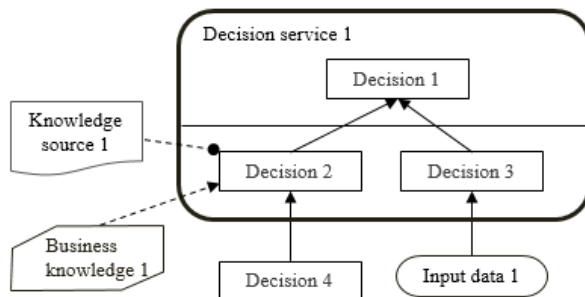 Decision service 1
Decision 1
Knowledge
source 1
Decision 2
Decision 3
Business
knowledge 1
Decision 4
Input data 1